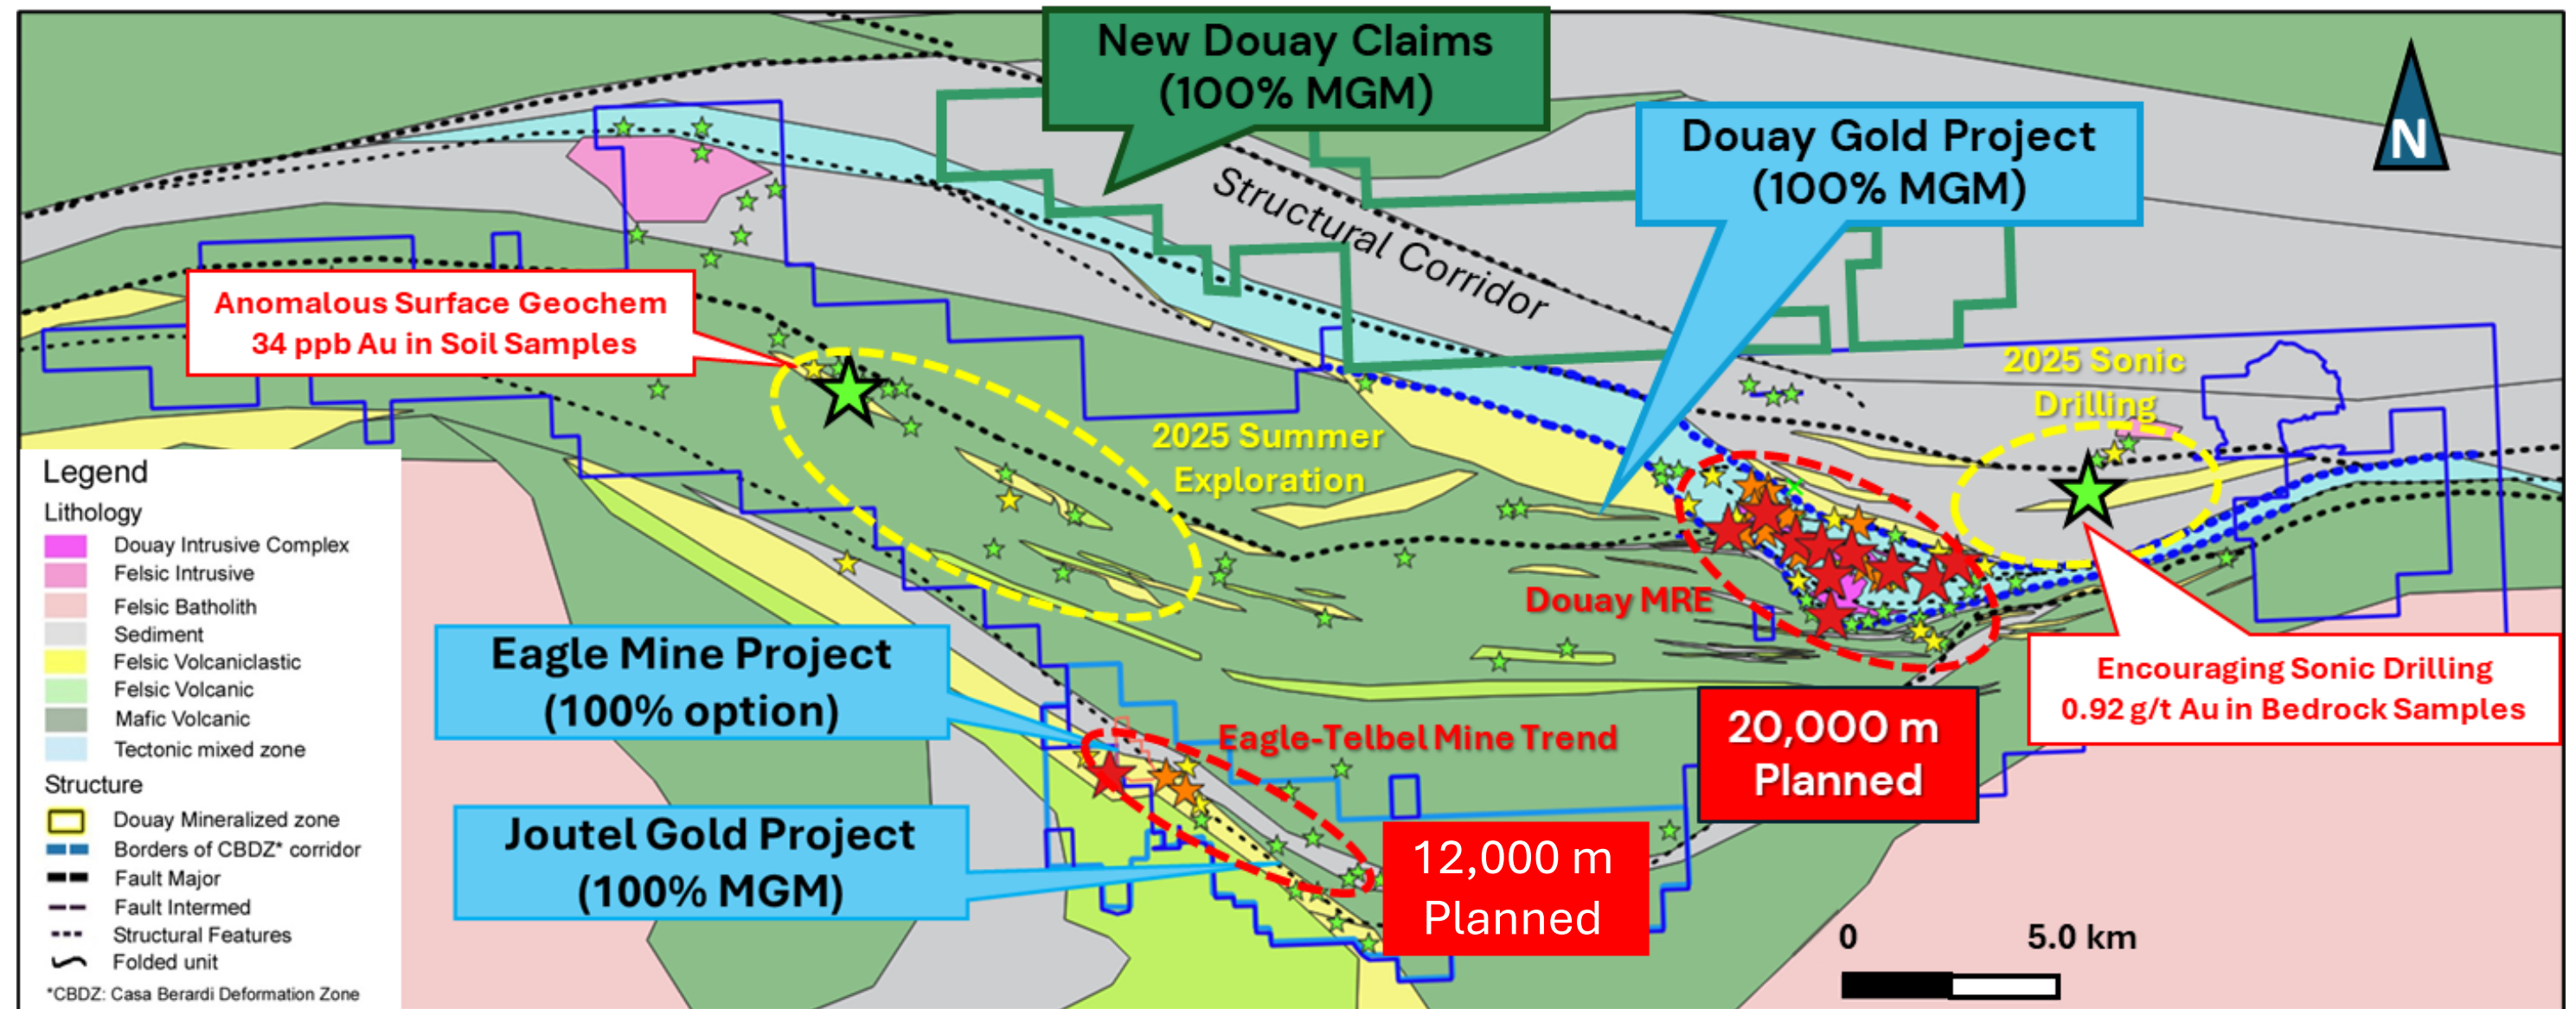 New Douay Claims
(100% MGM)
Douay Gold Project
(100% MGM)
N
Structural Corridor
Anomalous Surface Geochem
34 ppb Au in Soil Samples
2025 Sonic
Drilling
2025 Summer
Exploration
Legend
Lithology
Douay Intrusive Complex
Felsic Intrusive
Felsic Batholith
Sediment
Felsic Volcaniclastic
Felsic Volcanic
Mafic Volcanic
Tectonic mixed zone
Structure
Douay Mineralized zone
Borders of CBDZ* corridor
Fault Major
Fault Intermed
Structural Features
Folded unit
*CBDZ: Casa Berardi Deformation Zone
Douay MRE
Eagle Mine Project
(100% option)
Encouraging Sonic Drilling
0.92 g/t Au in Bedrock Samples
20,000 m
Planned
Eagle-Telbel Mine Trend
Joutel Gold Project
(100% MGM)
12,000 m
Planned
0 5.0 km